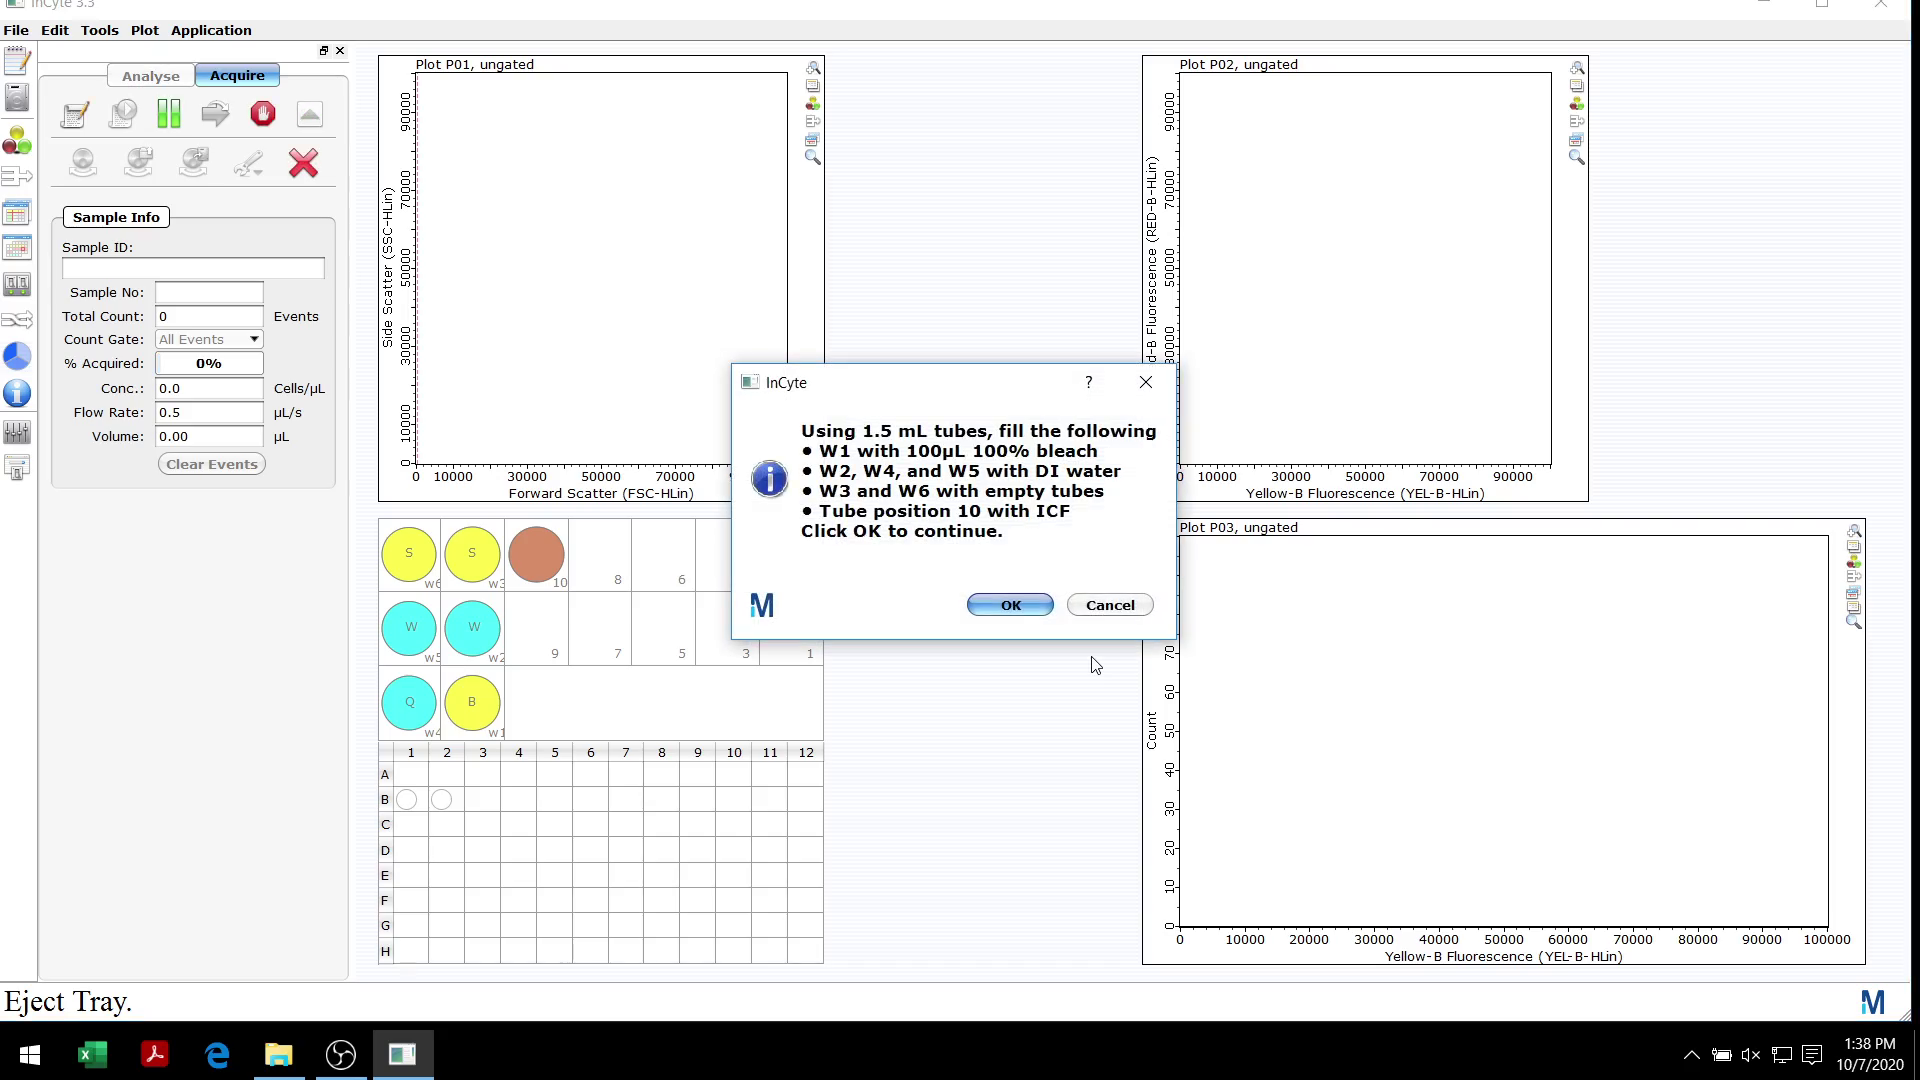 InCyte 3.3
File Edit Tools Plot Application
Analyse Acquire
Sample Info
Sample ID:
Sample No:
Total Count: 0 Events
Count Gate: All Events
% Acquired: 0%
Conc.: 0.0 Cells/µL
Flow Rate: 0.5 µL/s
Volume: 0.00 µL
Clear Events
Plot P01, ungated
Side Scatter (SSC-HLin)
90000
70000
50000
30000
10000
0
0 10000 30000 50000 70000
Forward Scatter (FSC-HLin)
Plot P02, ungated
d-B Fluorescence (RED-B-HLin)
90000
70000
50000
30000
0 10000 30000 50000 70000 90000
Yellow-B Fluorescence (YEL-B-HLin)
InCyte ?
Using 1.5 mL tubes, fill the following
• W1 with 100µL 100% bleach
• W2, W4, and W5 with DI water
• W3 and W6 with empty tubes
• Tube position 10 with ICF
Click OK to continue.
M OK Cancel
S w6 S w3 10 8 6
W w5 W w2 9 7 5 3 1
Q w4 B w1
1 2 3 4 5 6 7 8 9 10 11 12
A
B
C
D
E
F
G
H
Plot P03, ungated
Count
70
60
50
40
30
20
10
0
0 10000 20000 30000 40000 50000 60000 70000 80000 90000 100000
Yellow-B Fluorescence (YEL-B-HLin)
Eject Tray.
M
1:38 PM
10/7/2020